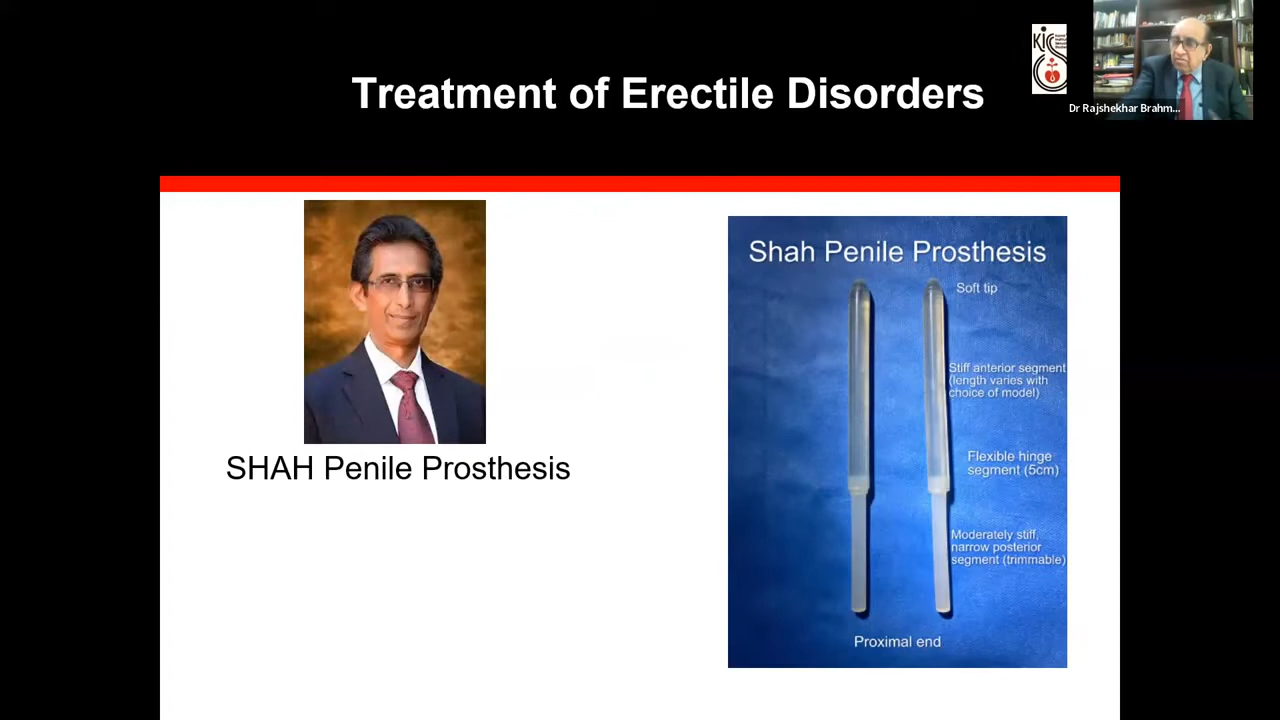 Treatment of Erectile Disorders
KICS
Dr Rajshekhar Brahm...
SHAH Penile Prosthesis
Shah Penile Prosthesis
Soft tip
Stiff anterior segment
(length varies with
choice of model)
Flexible hinge
segment (5cm)
Moderately stiff,
narrow posterior
segment (trimmable)
Proximal end